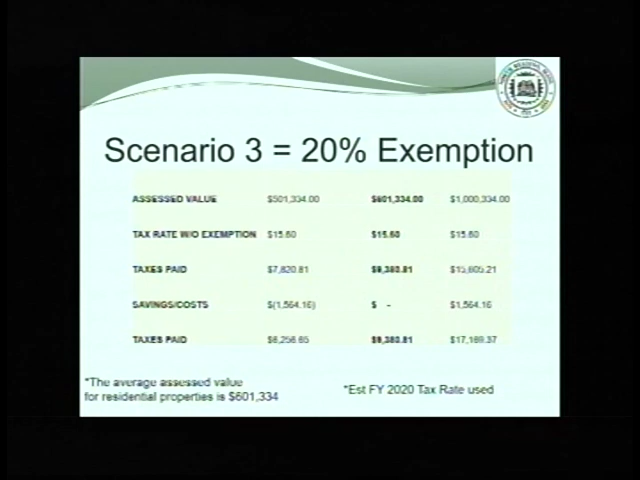 Scenario 3 = 20% Exemption
ASSESSED VALUE $501,334.00 $601,334.00 $1,000,334.00
TAX RATE W/O EXEMPTION $15.60 $15.60 $15.60
TAXES PAID $7,820.81 $9,380.81 $15,605.21
SAVINGS/COSTS $(1,564.16) $ - $1,564.16
TAXES PAID $6,256.65 $9,380.81 $17,169.37
*The average assessed value
for residential properties is $601,334
*Est FY 2020 Tax Rate used